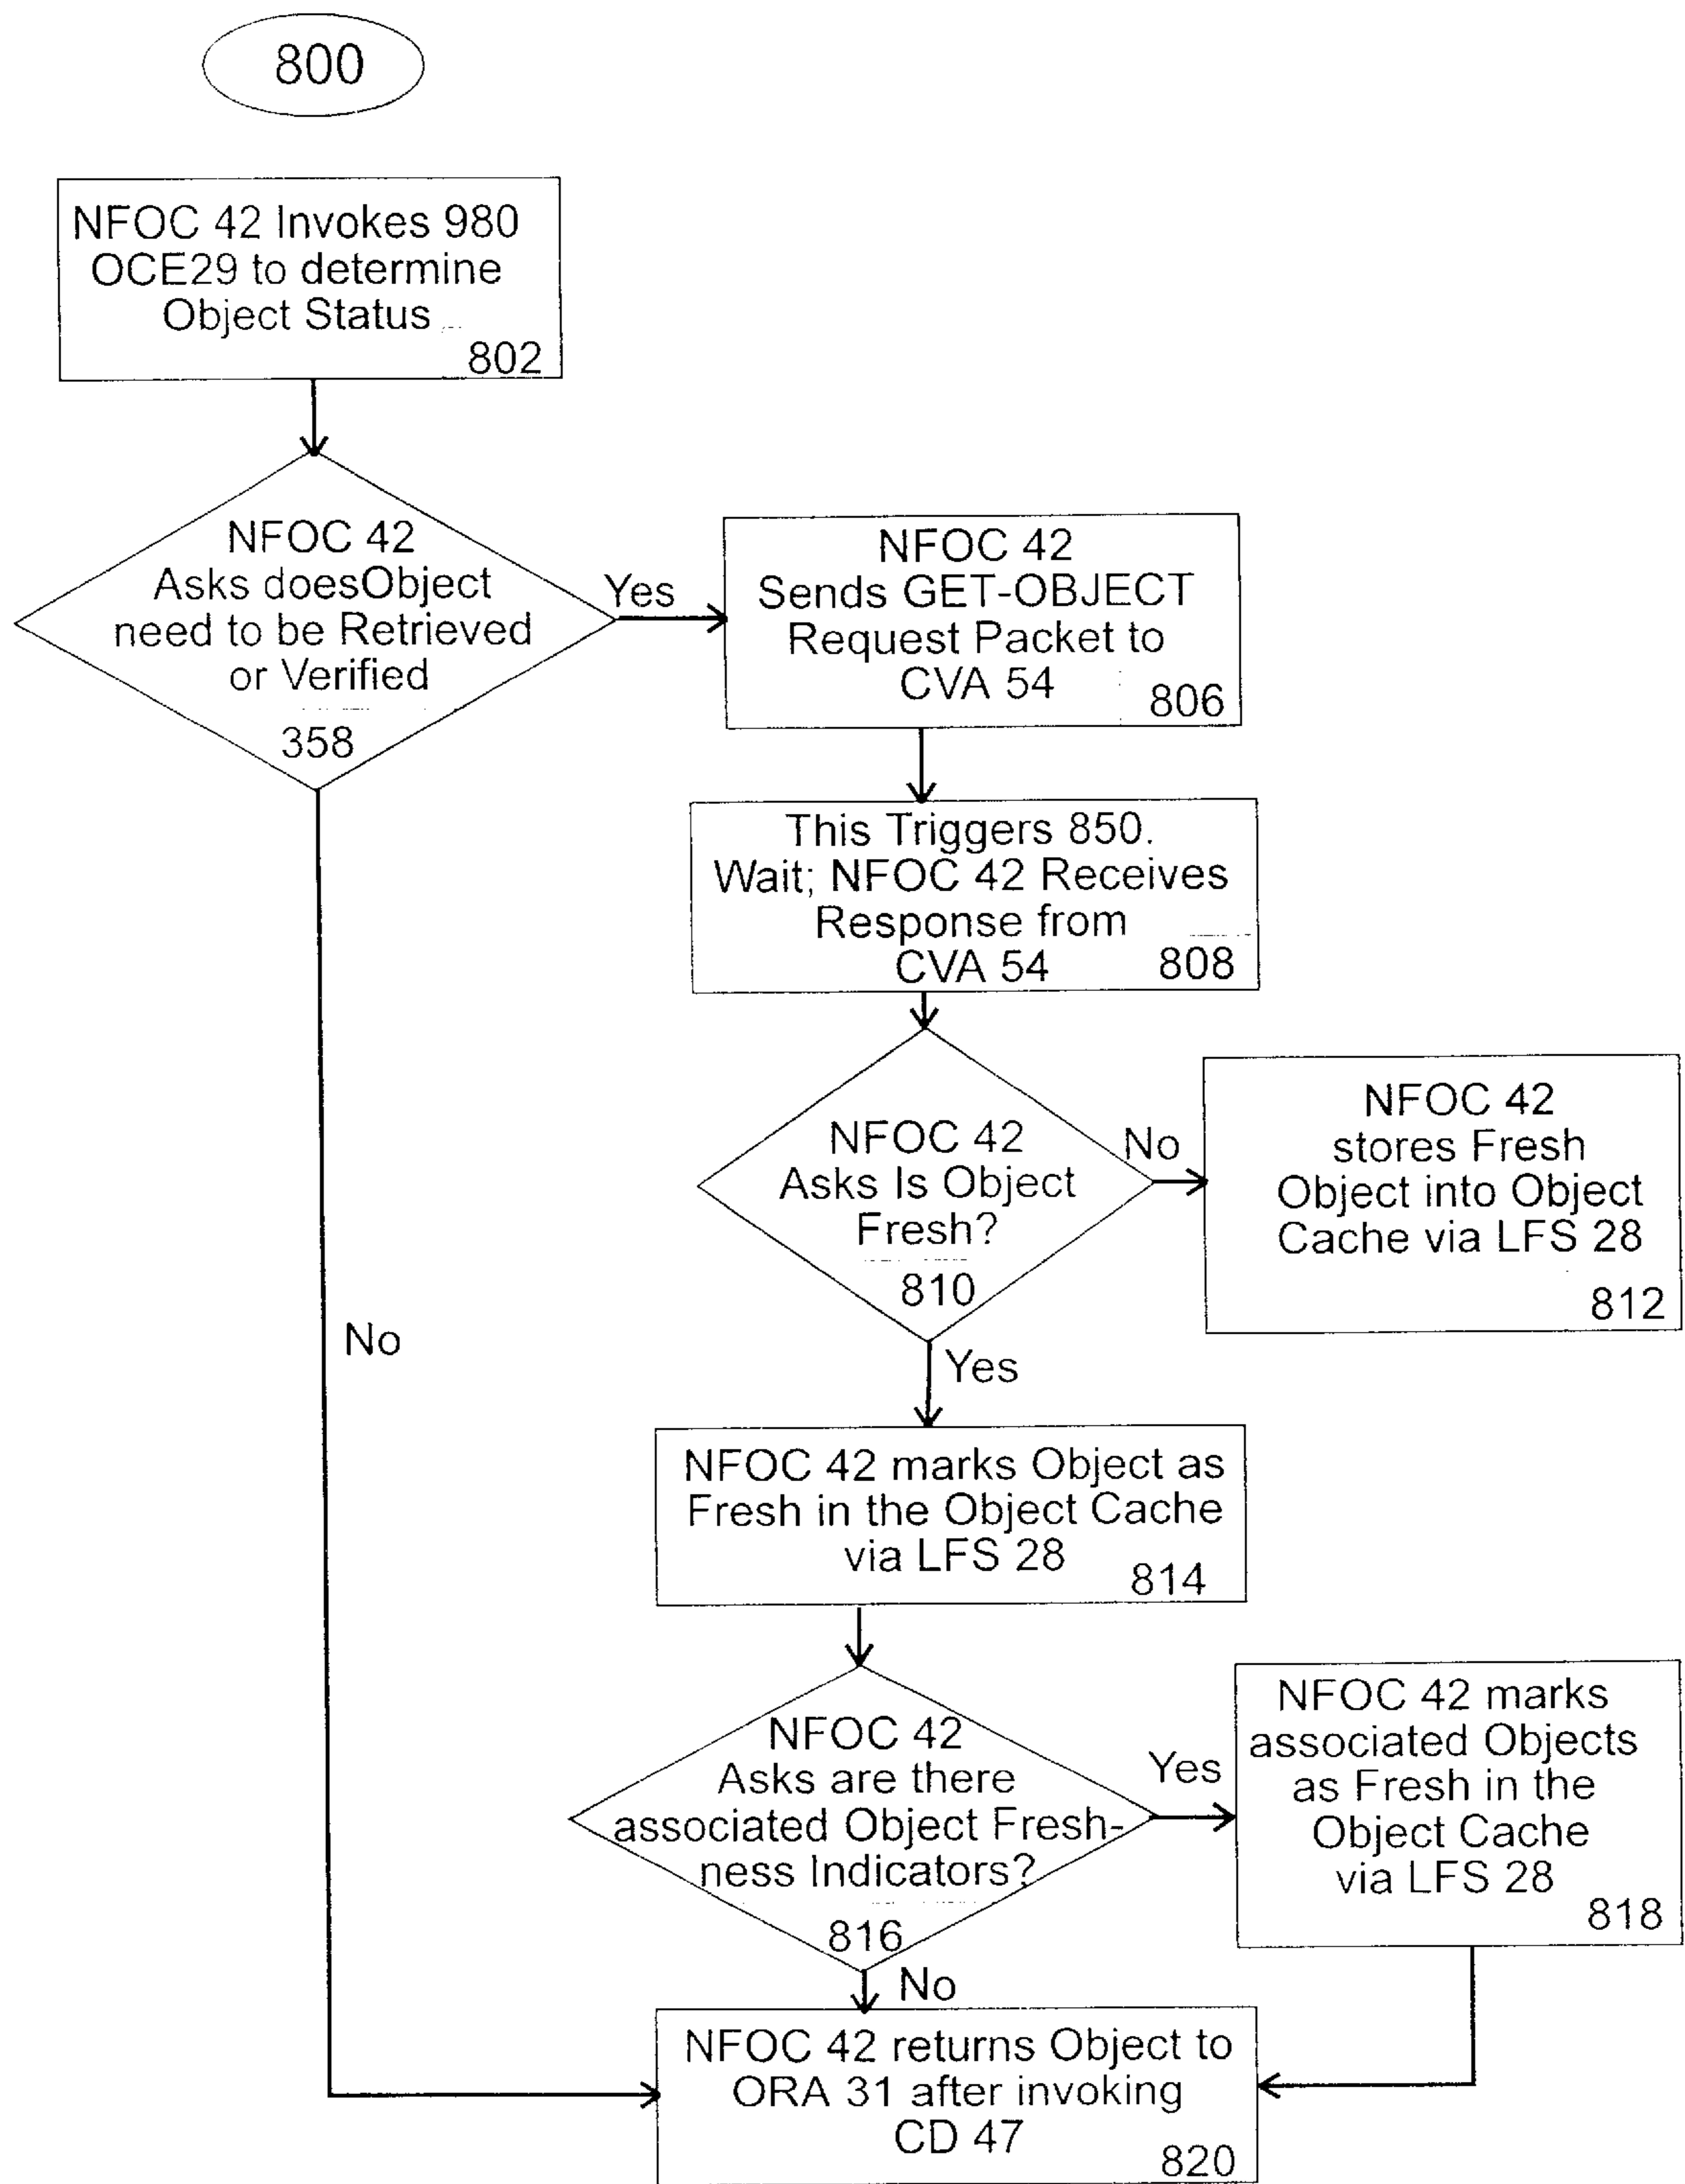 800
NFOC 42 Invokes 980
OCE29 to determine
Object Status
802
NFOC 42
Asks doesObject
need to be Retrieved
or Verified
358
Yes
NFOC 42
Sends GET-OBJECT
Request Packet to
CVA 54
806
This Triggers 850.
Wait; NFOC 42 Receives
Response from
CVA 54
808
NFOC 42
Asks Is Object
Fresh?
810
No
NFOC 42
stores Fresh
Object into Object
Cache via LFS 28
812
No
Yes
NFOC 42 marks Object as
Fresh in the Object Cache
via LFS 28
814
NFOC 42
Asks are there
associated Object Fresh-
ness Indicators?
816
Yes
NFOC 42 marks
associated Objects
as Fresh in the
Object Cache
via LFS 28
818
No
NFOC 42 returns Object to
ORA 31 after invoking
CD 47
820